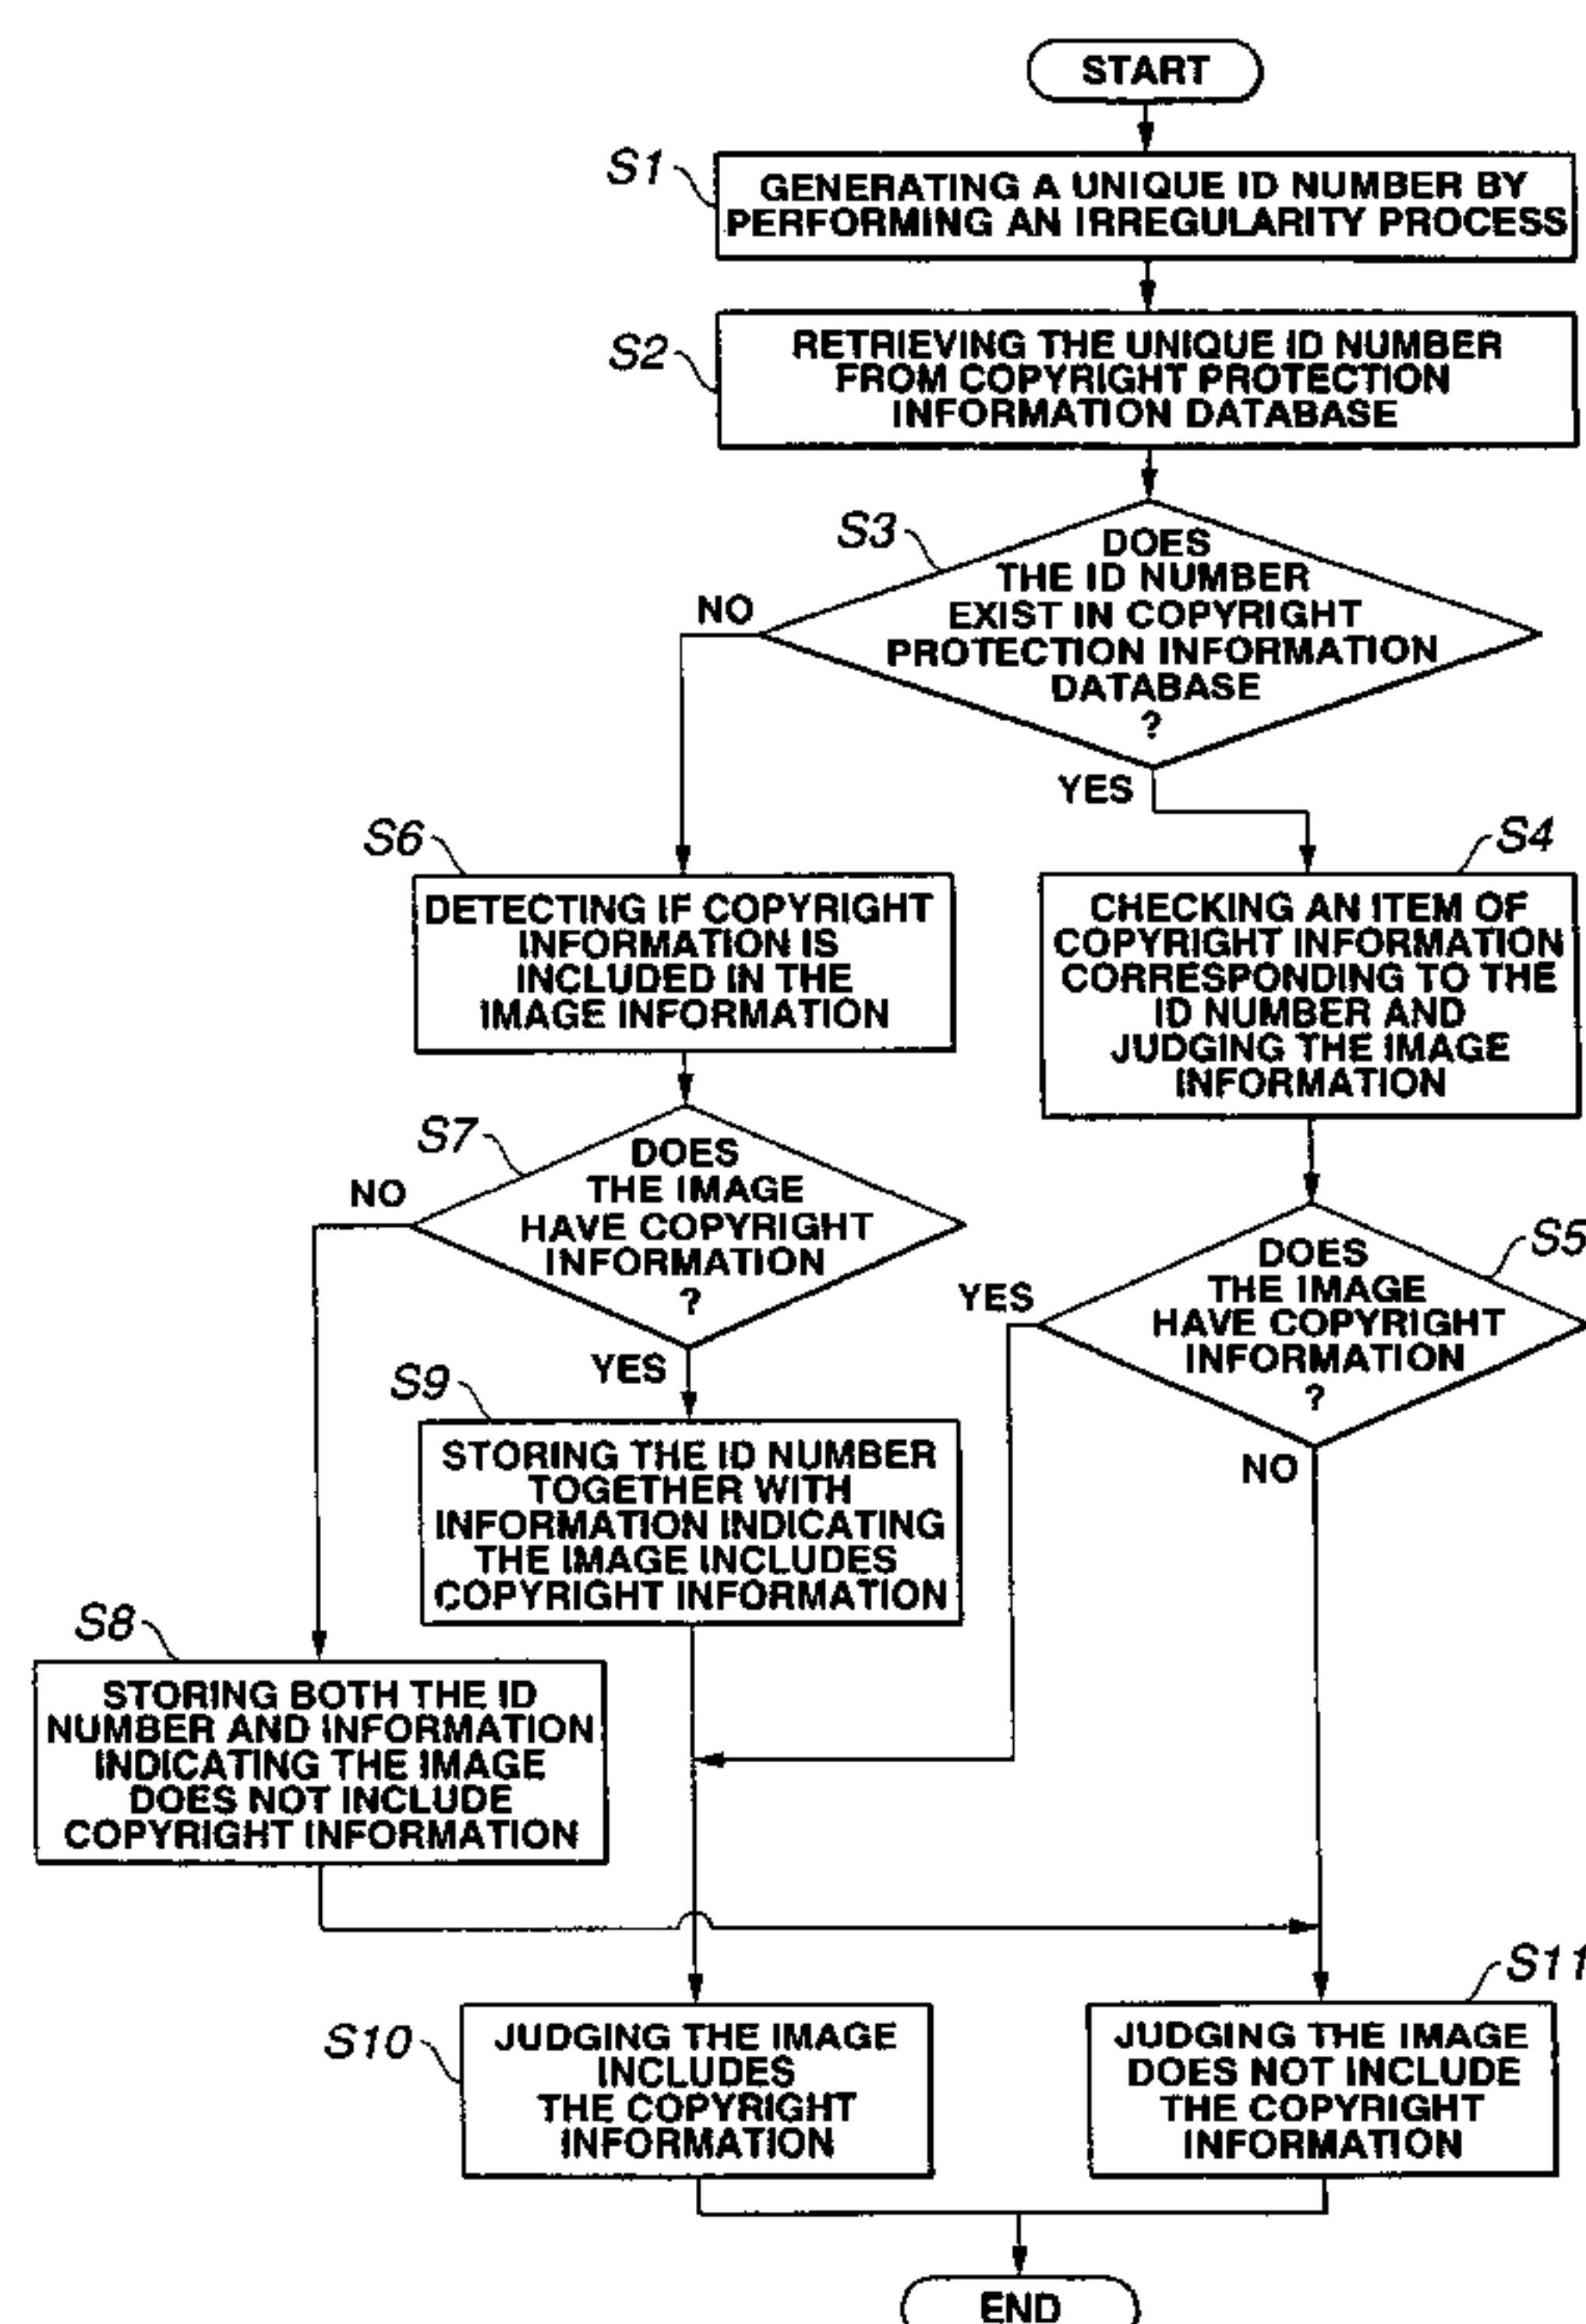 START
S1
GENERATING A UNIQUE ID NUMBER BY
PERFORMING AN IRREGULARITY PROCESS
S2
RETRIEVING THE UNIQUE ID NUMBER
FROM COPYRIGHT PROTECTION
INFORMATION DATABASE
S3
DOES
THE ID NUMBER
EXIST IN COPYRIGHT
PROTECTION INFORMATION
DATABASE
?
NO
YES
S6
DETECTING IF COPYRIGHT
INFORMATION IS
INCLUDED IN THE
IMAGE INFORMATION
S4
CHECKING AN ITEM OF
COPYRIGHT INFORMATION
CORRESPONDING TO THE
ID NUMBER AND
JUDGING THE IMAGE
INFORMATION
S7
DOES
THE IMAGE
HAVE COPYRIGHT
INFORMATION
?
NO
YES
S5
DOES
THE IMAGE
HAVE COPYRIGHT
INFORMATION
?
YES
NO
S9
STORING THE ID NUMBER
TOGETHER WITH
INFORMATION INDICATING
THE IMAGE INCLUDES
COPYRIGHT INFORMATION
S8
STORING BOTH THE ID
NUMBER AND INFORMATION
INDICATING THE IMAGE
DOES NOT INCLUDE
COPYRIGHT INFORMATION
S10
JUDGING THE IMAGE
INCLUDES
THE COPYRIGHT
INFORMATION
S11
JUDGING THE IMAGE
DOES NOT INCLUDE
THE COPYRIGHT
INFORMATION
END